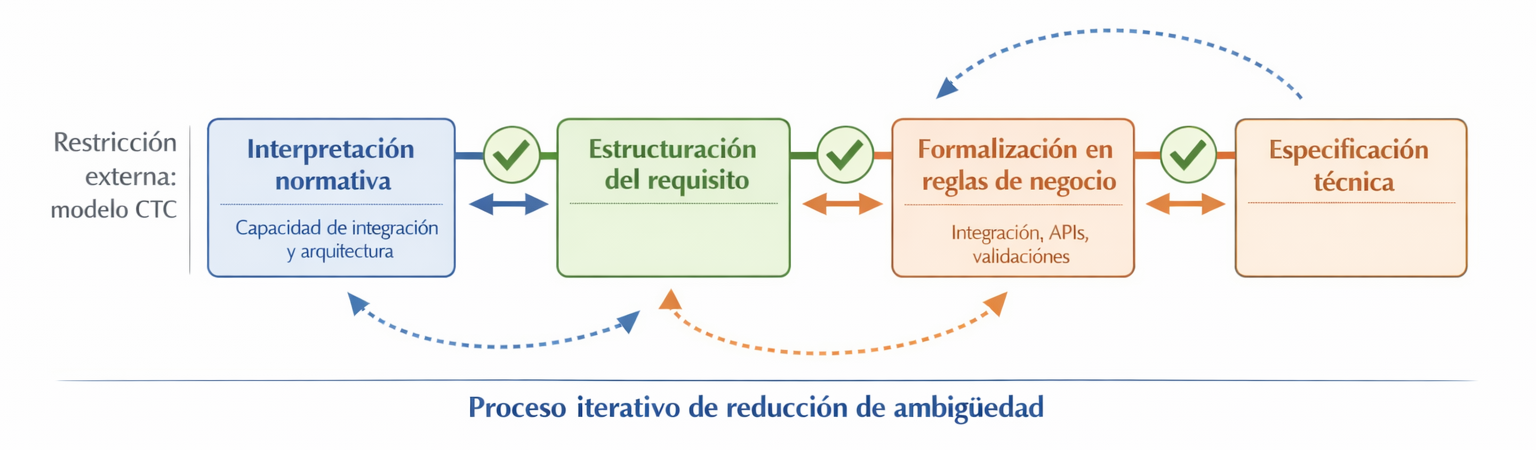 Restricción
externa:
modelo CTC
Interpretación
normativa
Capacidad de integración
y arquitectura
Estructuración
del requisito
Formalización en
reglas de negocio
Integración, APIs,
validaciónes
Especificación
técnica
Proceso iterativo de reducción de ambigüedad